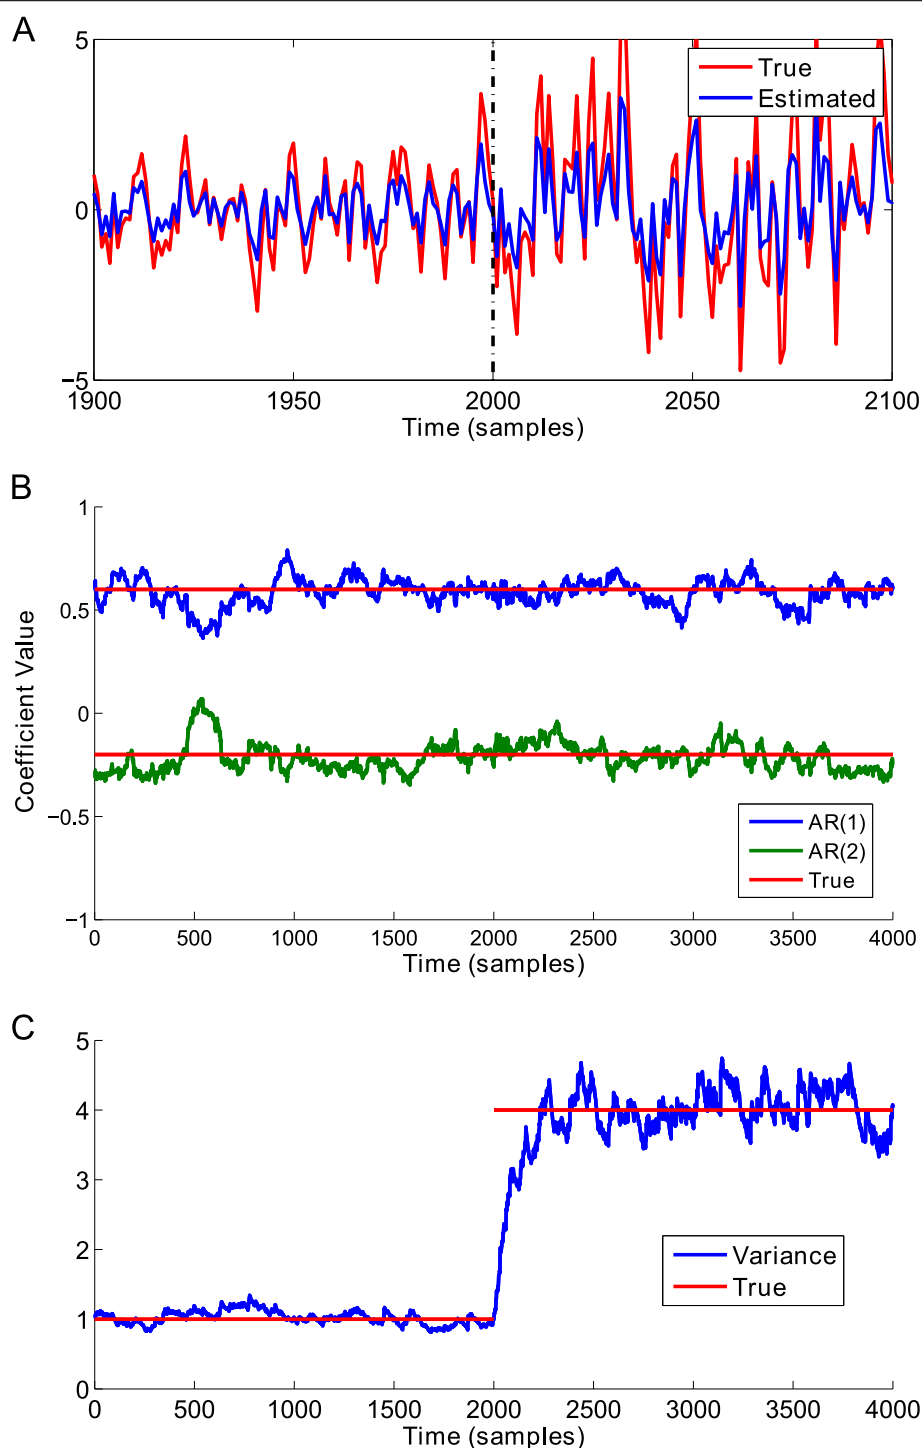 A
5
0
−5
True
Estimated
1900 1950 2000 2050 2100
Time (samples)
B
1
0.5
0
−0.5
−1
Coefficient Value
AR(1)
AR(2)
True
0 500 1000 1500 2000 2500 3000 3500 4000
Time (samples)
C
5
4
3
2
1
0
Variance
True
0 500 1000 1500 2000 2500 3000 3500 4000
Time (samples)